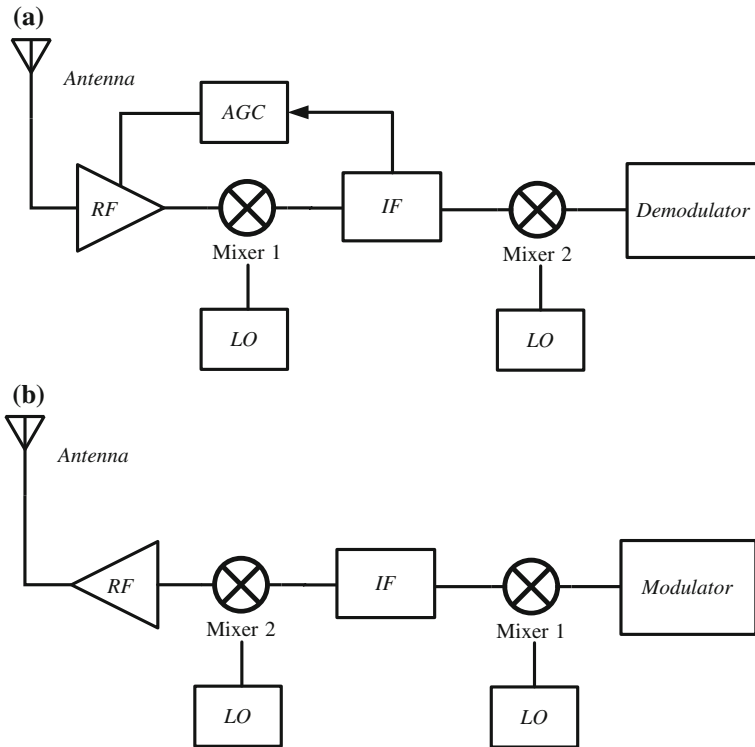 (a)
Antenna
AGC
RF
IF
Demodulator
Mixer 1
Mixer 2
LO
LO
(b)
Antenna
RF
IF
Modulator
Mixer 2
Mixer 1
LO
LO